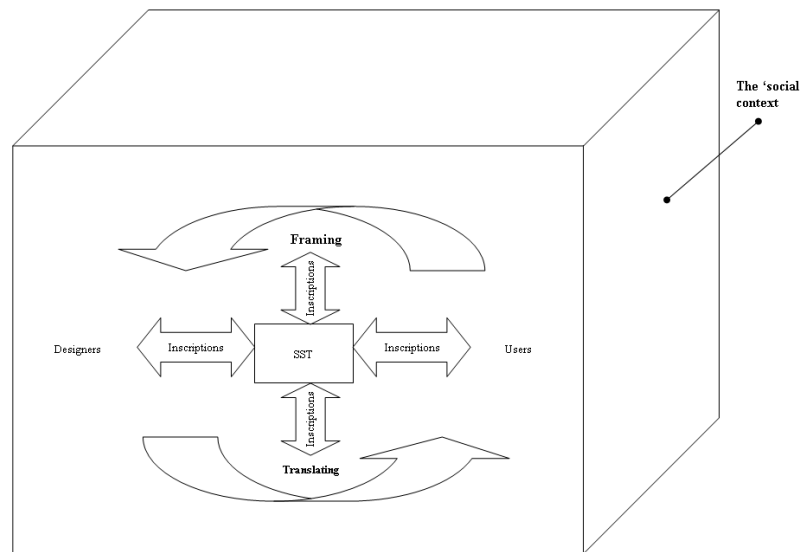 The ‘social
context
Framing
Inscriptions
Designers
Inscriptions
SST
Inscriptions
Users
Inscriptions
Translating